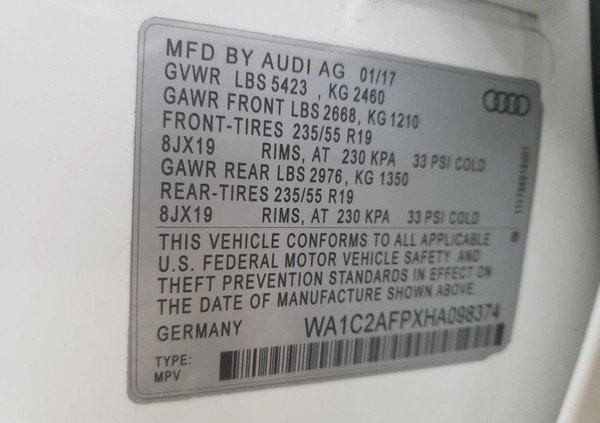 MFD BY AUDI AG 01/17
GVWR LBS 5423 , KG 2460
GAWR FRONT LBS 2668, KG 1210
FRONT-TIRES 235/55 R19
8JX19 RIMS, AT 230 KPA 33 PSI COLD
GAWR REAR LBS 2976, KG 1350
REAR-TIRES 235/55 R19
8JX19 RIMS, AT 230 KPA 33 PSI COLD
THIS VEHICLE CONFORMS TO ALL APPLICABLE
U.S. FEDERAL MOTOR VEHICLE SAFETY AND
THEFT PREVENTION STANDARDS IN EFFECT ON
THE DATE OF MANUFACTURE SHOWN ABOVE.
GERMANY WA1C2AFPXHA098374
TYPE:
MPV